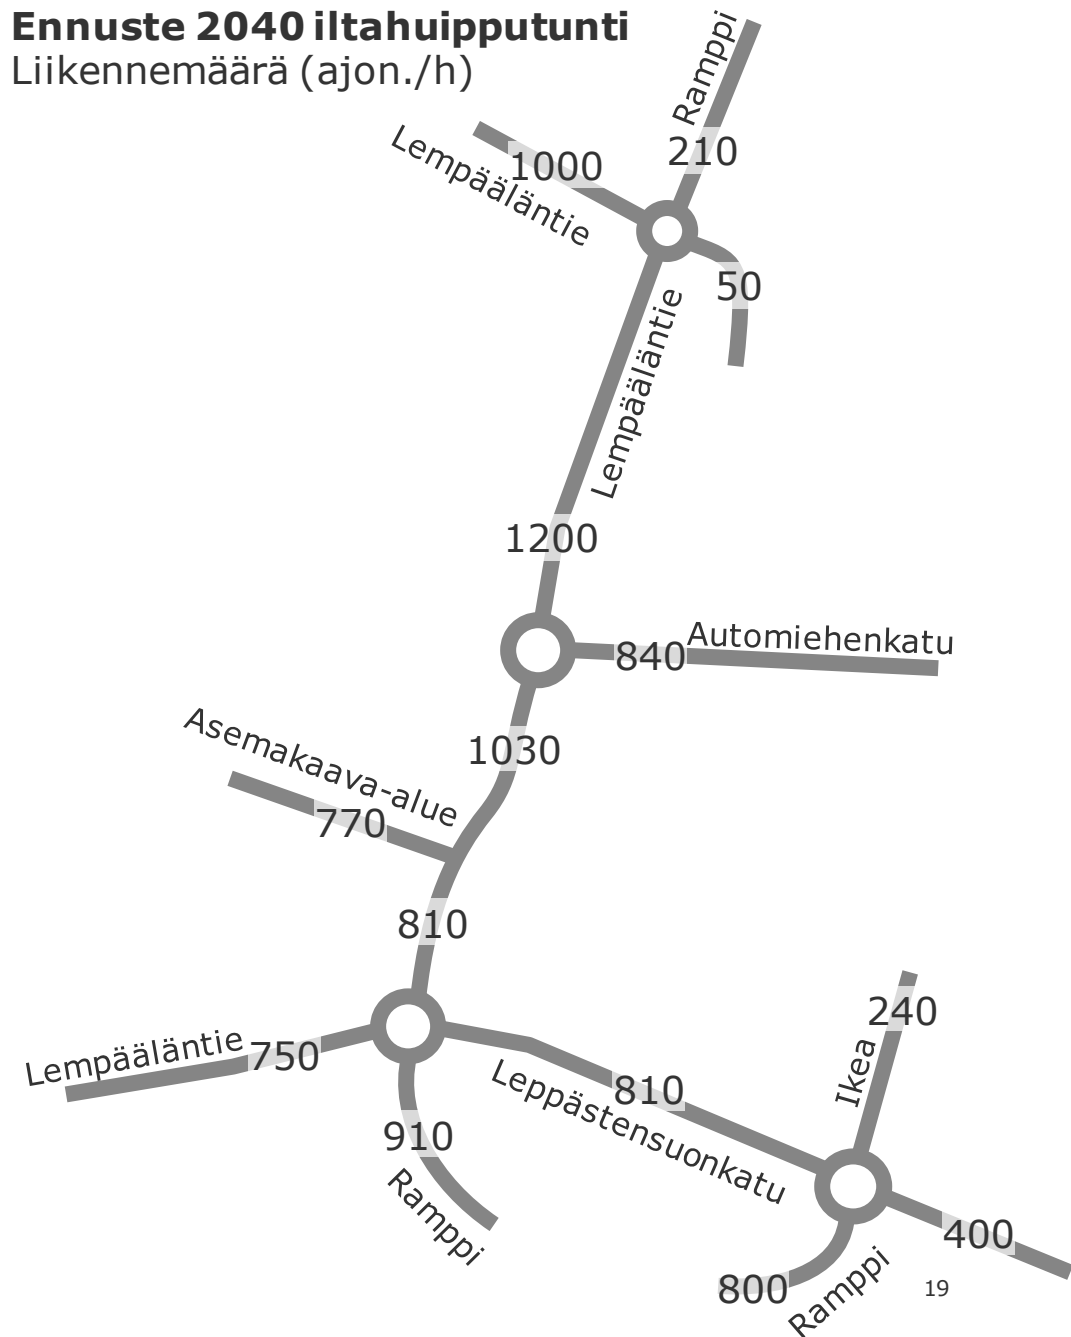 Ennuste 2040 iltahuipputunti
Liikennemäärä (ajon./h)
Ramppi
210
1000
Lempääläntie
50
Lempääläntie
1200
Automiehenkatu
840
1030
Asemakaava-alue
770
810
Lempääläntie
750
910
Ramppi
Leppästensuonkatu
810
240
Ikea
400
800
Ramppi
19